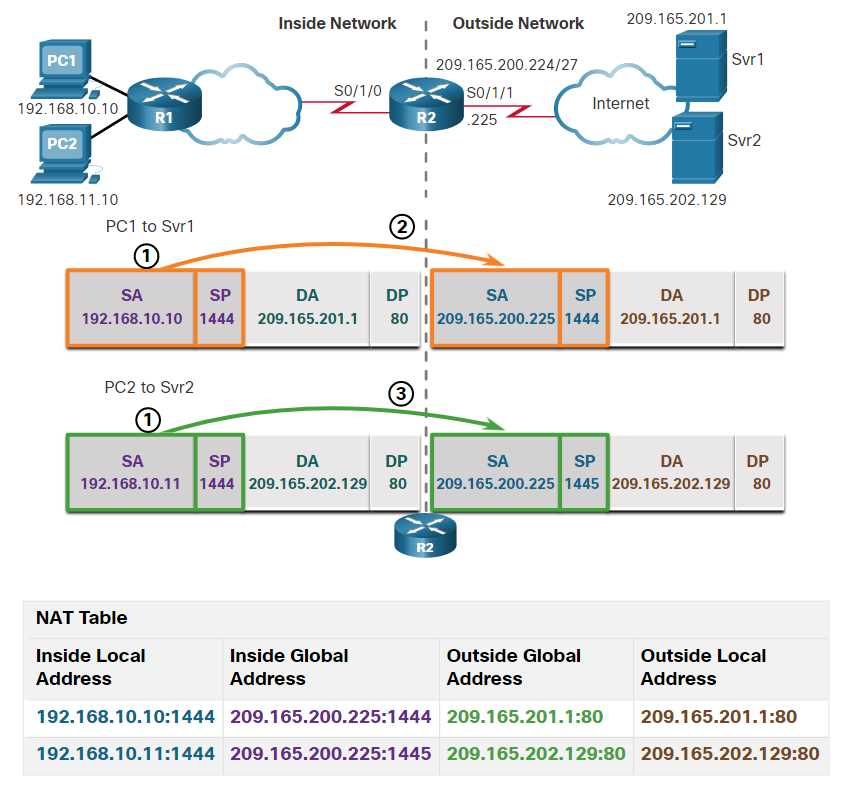 Inside Network
Outside Network
209.165.201.1
PC1
192.168.10.10
R1
S0/1/0
R2
209.165.200.224/27
S0/1/1
.225
Internet
Svr1
PC2
192.168.11.10
Svr2
209.165.202.129
PC1 to Svr1
1
2
SA SP DA DP SA SP DA DP
192.168.10.10 1444 209.165.201.1 80 209.165.200.225 1444 209.165.201.1 80
PC2 to Svr2
1
3
SA SP DA DP SA SP DA DP
192.168.10.11 1444 209.165.202.129 80 209.165.200.225 1445 209.165.202.129 80
R2
NAT Table
Inside Local Address
Inside Global Address
Outside Global Address
Outside Local Address
192.168.10.10:1444 209.165.200.225:1444 209.165.201.1:80 209.165.201.1:80
192.168.10.11:1444 209.165.200.225:1445 209.165.202.129:80 209.165.202.129:80